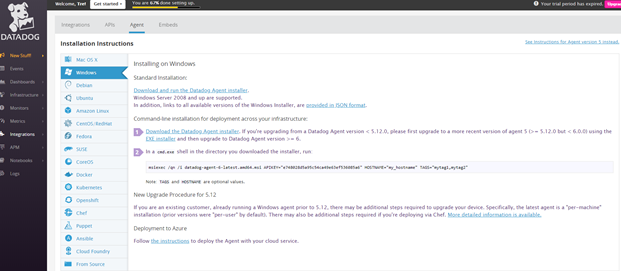 Welcome, Tret!
Get started
You are 67% done setting up.
Your trial period has expired.
DATADOG
Integrations
APIs
Agent
Embeds
Installation Instructions
See instructions for Agent version 5 instead.
New Stuff!
Events
Dashboards
Infrastructure
Monitors
Metrics
Integrations
APM
Notebooks
Logs
Mac OS X
Windows
Debian
Ubuntu
Amazon Linux
CentOS-RedHat
Fedora
SUSE
CoreOS
Docker
Kubernetes
Openshift
Chef
Puppet
Ansible
Cloud Foundry
From Source
Installing on Windows
Standard Installation:
Download and run the Datadog Agent installer.
Windows Server 2008 and up are supported.
In addition, links to all available versions of the Windows Installer, are provided in JSON format.
Command-line installation for deployment across your infrastructure:
1 Download the Datadog Agent installer. If you're upgrading from a Datadog Agent version < 5.12.0, please first upgrade to a more recent version of agent 5 (>= 5.12.0 but < 6.0.0) using the
EXE installer and then upgrade to Datadog Agent version >= 6.
2 In a cmd.exe shell in the directory you downloaded the installer, run
HOSTNAME="my_hostname" TAGS="mytag1,mytag2"
Note: TAGS and HOSTNAME are optional values.
New Upgrade Procedure for 5.12
If you are an existing customer, already running a Windows agent prior to 5.12, there may be additional steps required to upgrade your device. Specifically, the latest agent is a "per-machine"
installation (prior versions were "per-user" by default). There may also be additional steps required if you're deploying via Chef. More detailed information is available.
Deployment to Azure
Follow the instructions to deploy the Agent with your cloud service.